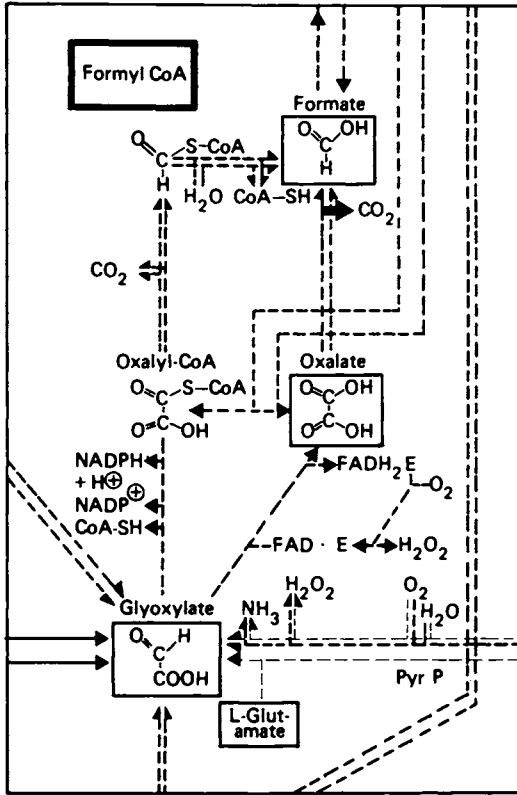 Formyl CoA
Formate
O OH
C
H
O S-CoA
C
H
H2O CoA-SH
CO2
CO2
Oxalyl-CoA
O S-CoA
C
C
O OH
Oxalate
O OH
C
C
O OH
NADPH
+ H⊕
NADP⊕
CoA-SH
FADH2 E
O2
FAD · E
H2O2
Glyoxylate
O H
C
COOH
NH3
H2O2
O2
H2O
Pyr P
L-Glut-
amate